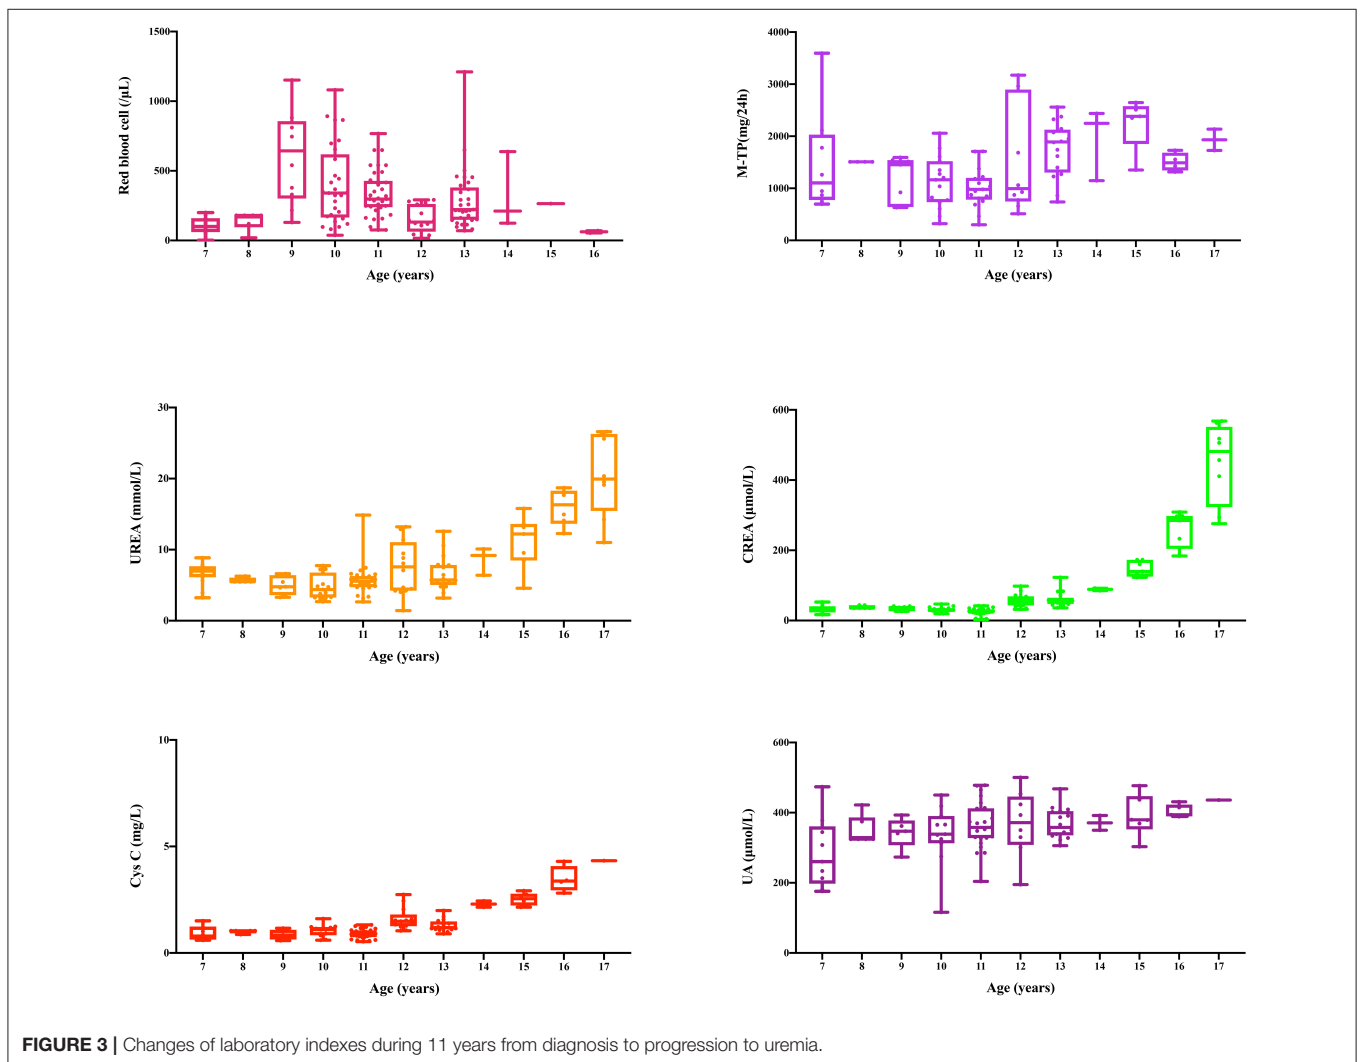 1500
1000
500
0
Red blood cell (/μL)
7 8 9 10 11 12 13 14 15 16
Age (years)
4000
3000
2000
1000
0
M-TP(mg/24h)
7 8 9 10 11 12 13 14 15 16 17
Age (years)
30
20
10
0
UREA (mmol/L)
7 8 9 10 11 12 13 14 15 16 17
Age (years)
600
400
200
0
CREA (μmol/L)
7 8 9 10 11 12 13 14 15 16 17
Age (years)
10
5
0
Cys C (mg/L)
7 8 9 10 11 12 13 14 15 16 17
Age (years)
600
400
200
0
UA (μmol/L)
7 8 9 10 11 12 13 14 15 16 17
Age (years)
FIGURE 3 | Changes of laboratory indexes during 11 years from diagnosis to progression to uremia.